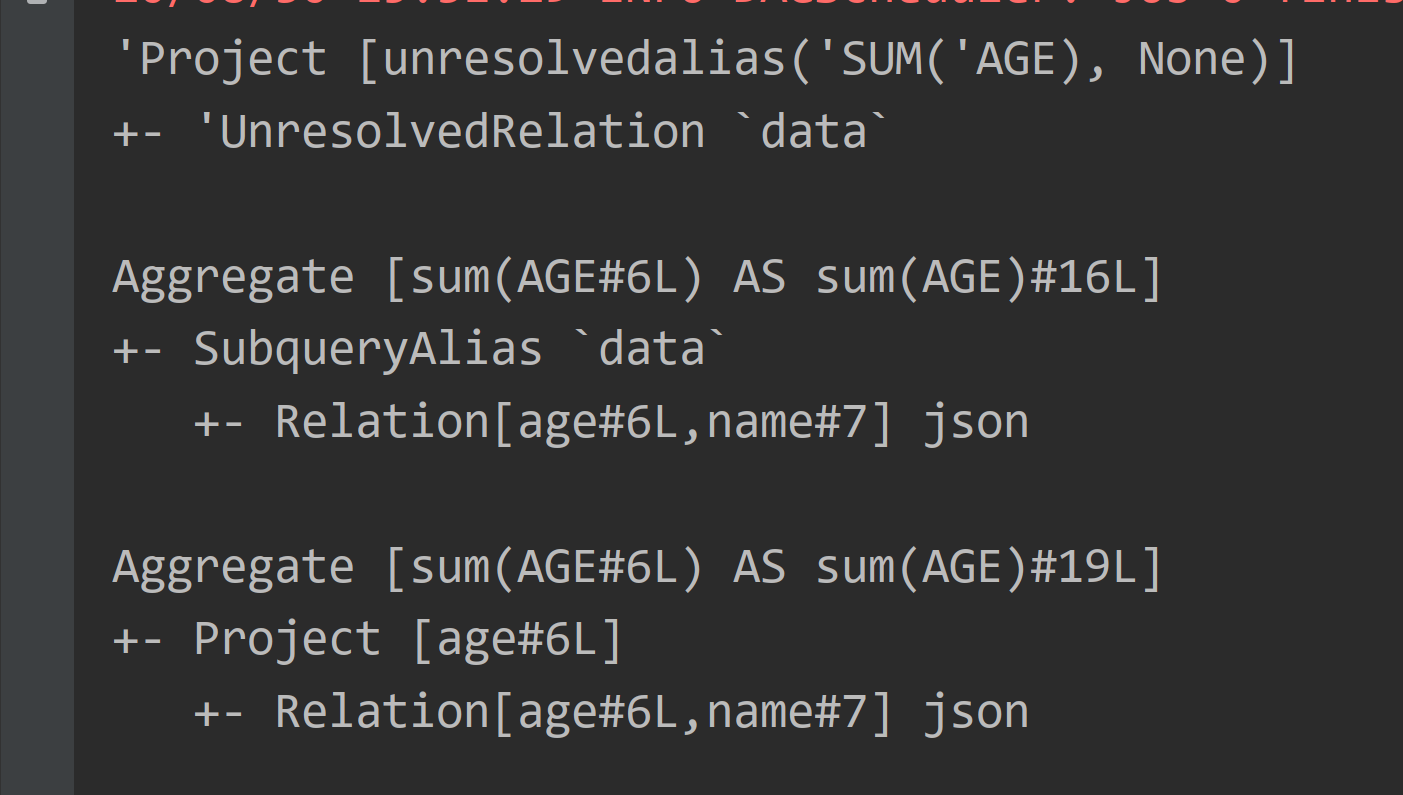 'Project [unresolvedalias('SUM('AGE), None)]
+- 'UnresolvedRelation `data`
Aggregate [sum(AGE#6L) AS sum(AGE)#16L]
+- SubqueryAlias `data`
+- Relation[age#6L,name#7] json
Aggregate [sum(AGE#6L) AS sum(AGE)#19L]
+- Project [age#6L]
+- Relation[age#6L,name#7] json